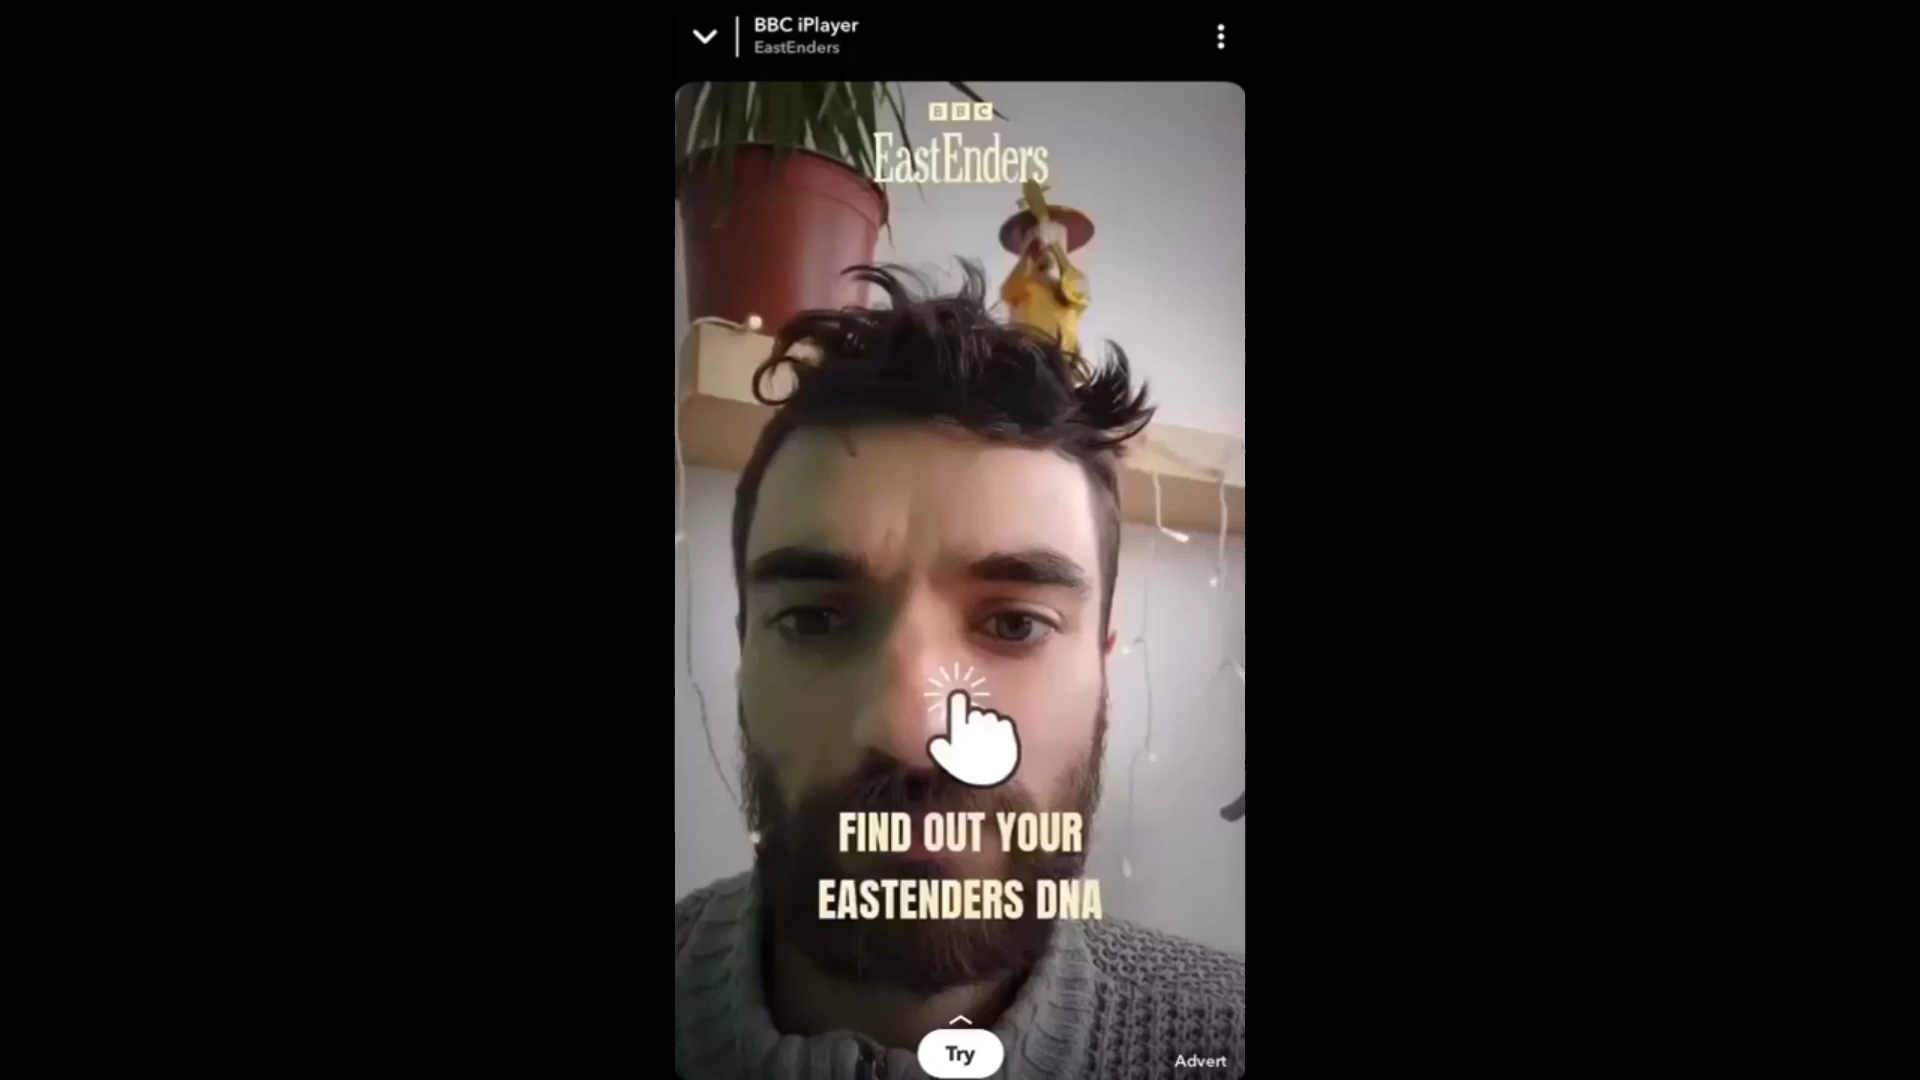 BBC iPlayer
EastEnders
BBC
EastEnders
FIND OUT YOUR
EASTENDERS DNA
Try
Advert